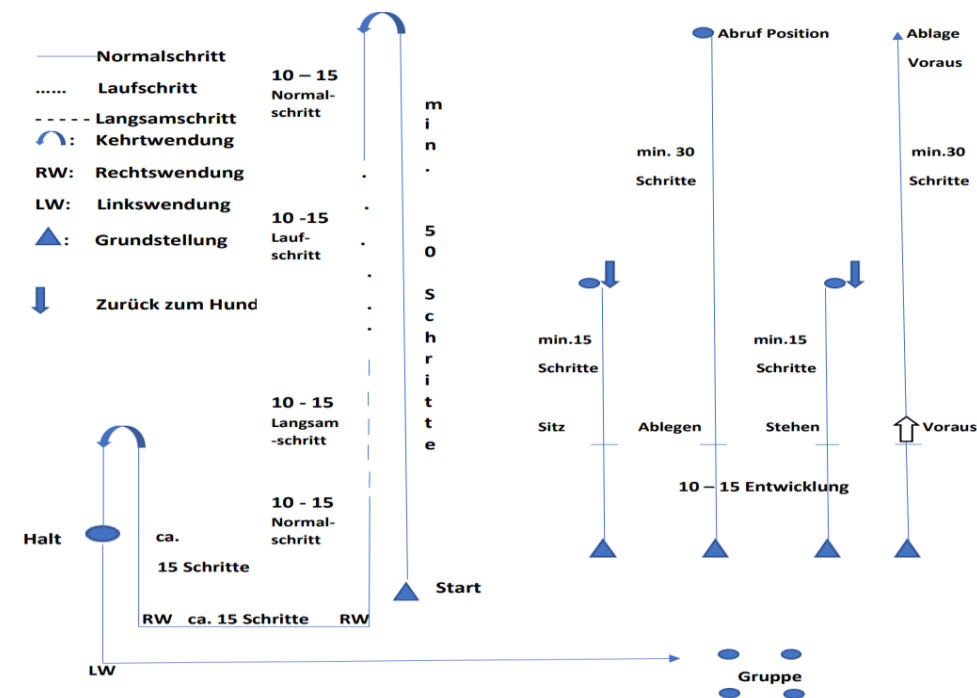 Normalschritt
...... Laufschritt
- - - - - Langsamschritt
: Kehrtwendung
RW: Rechtswendung
LW: Linkswendung
: Grundstellung
Zurück zum Hund
10 – 15
Normal-
schritt
10 -15
Lauf-
schritt
10 - 15
Langsam
-schritt
10 - 15
Normal-
schritt
min. 50 Schritte
Start
Halt
ca.
15 Schritte
RW ca. 15 Schritte RW
LW
Gruppe
Abruf Position
Ablage
Voraus
min. 30
Schritte
min.30
Schritte
min.15
Schritte
min.15
Schritte
Sitz
Ablegen
Stehen
Voraus
10 – 15 Entwicklung